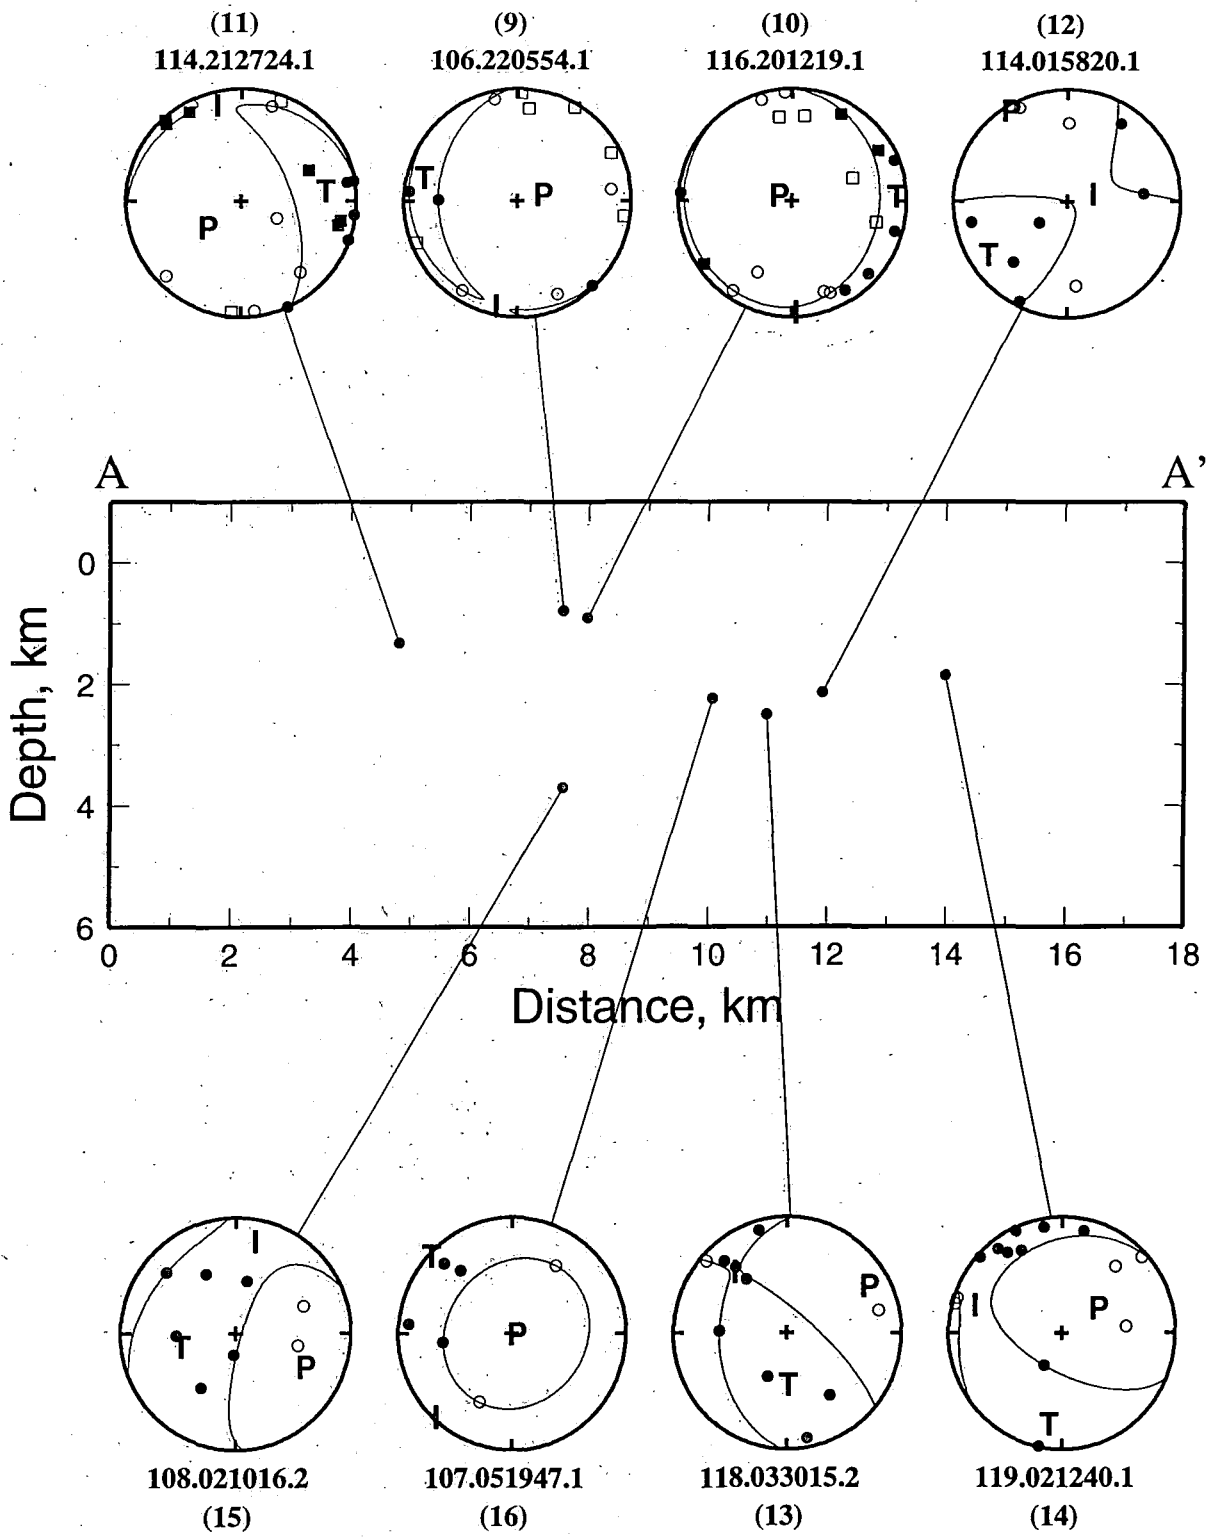 (11) (9) (10) (12)
114.212724.1 106.220554.1 116.201219.1 114.015820.1
I P
T T P P T I
P T
I I
A A’
0
2
4
6
Depth, km
0 2 4 6 8 10 12 14 16 18
Distance, km
I
T P I P
T P P I
T T
I
108.021016.2 107.051947.1 118.033015.2 119.021240.1
(15) (16) (13) (14)